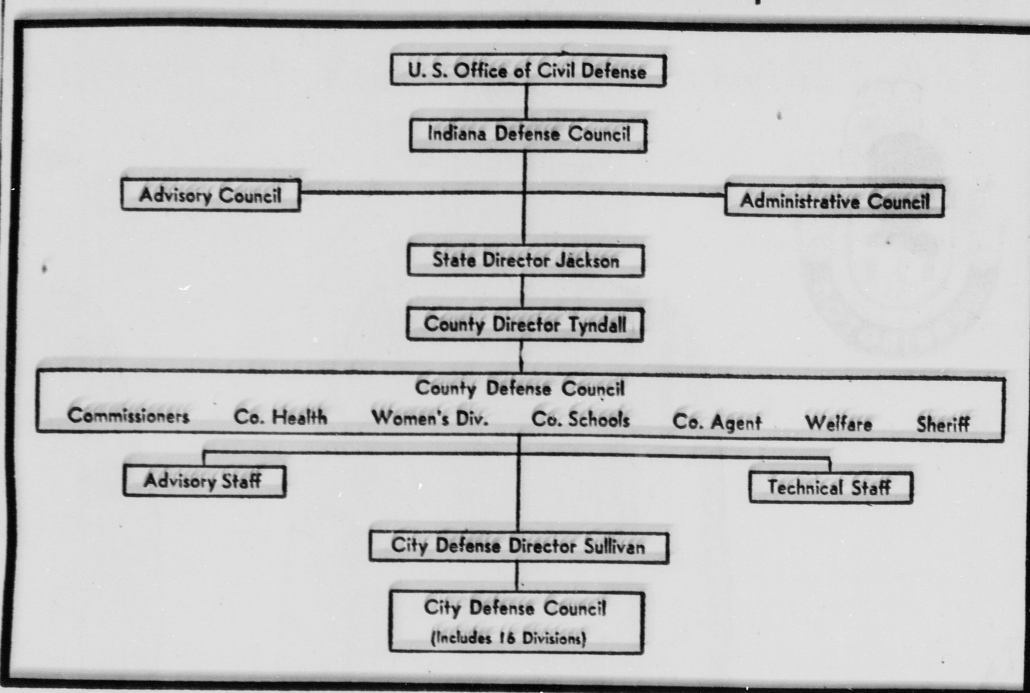 U. S. Office of Civil Defense
Indiana Defense Council
Advisory Council
Administrative Council
State Director Jackson
County Director Tyndall
County Defense Council
Commissioners Co. Health Women's Div. Co. Schools Co. Agent Welfare Sheriff
Advisory Staff
Technical Staff
City Defense Director Sullivan
City Defense Council
(Includes 16 Divisions)